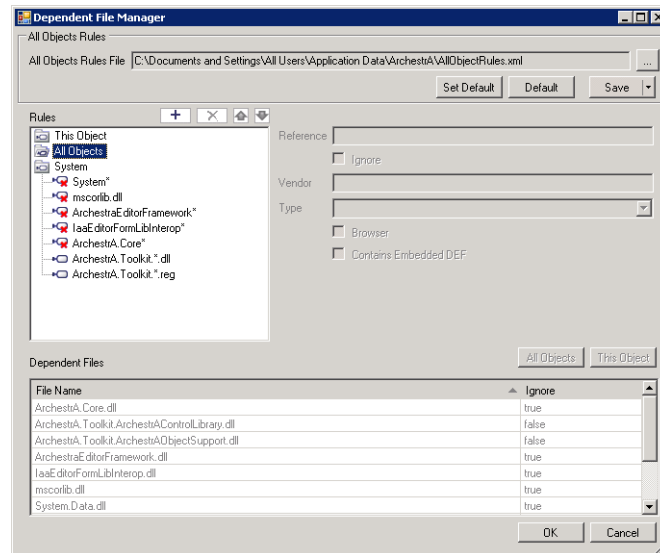 Dependent File Manager
All Objects Rules
All Objects Rules File C:\Documents and Settings\All Users\Application Data\ArchestrA\AllObjectRules.xml ...
Set Default Default Save
Rules
This Object
All Objects
System
System*
mscorlib.dll
ArchestraEditorFramework*
IaaEditorFormLibInterop*
ArchestrA.Core*
ArchestrA.Toolkit.*.dll
ArchestrA.Toolkit.*.reg
Reference
Ignore
Vendor
Type
Browser
Contains Embedded DEF
All Objects This Object
Dependent Files
File Name Ignore
ArchestrA.Core.dll true
ArchestrA.Toolkit.ArchestrAControlLibrary.dll false
ArchestrA.Toolkit.ArchestrAObjectSupport.dll false
ArchestraEditorFramework.dll true
IaaEditorFormLibInterop.dll true
mscorlib.dll true
System.Data.dll true
OK Cancel